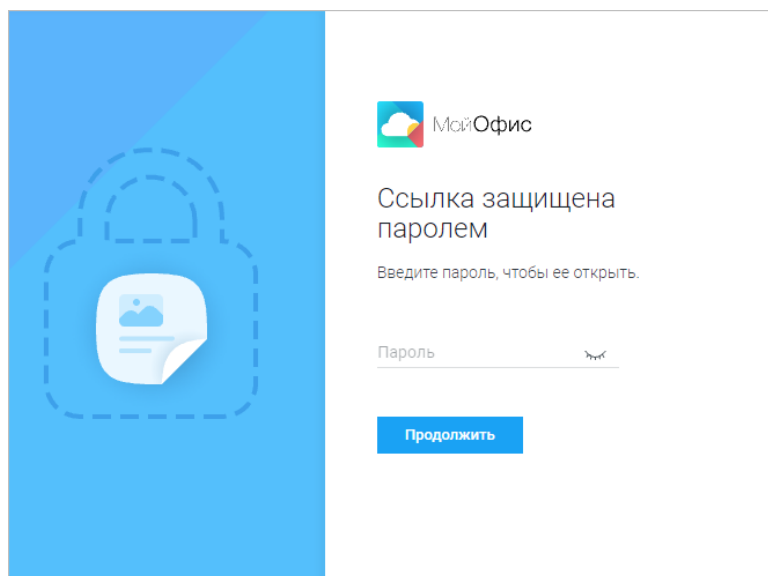 МойОфис
Ссылка защищена
паролем
Введите пароль, чтобы ее открыть.
Пароль
Продолжить